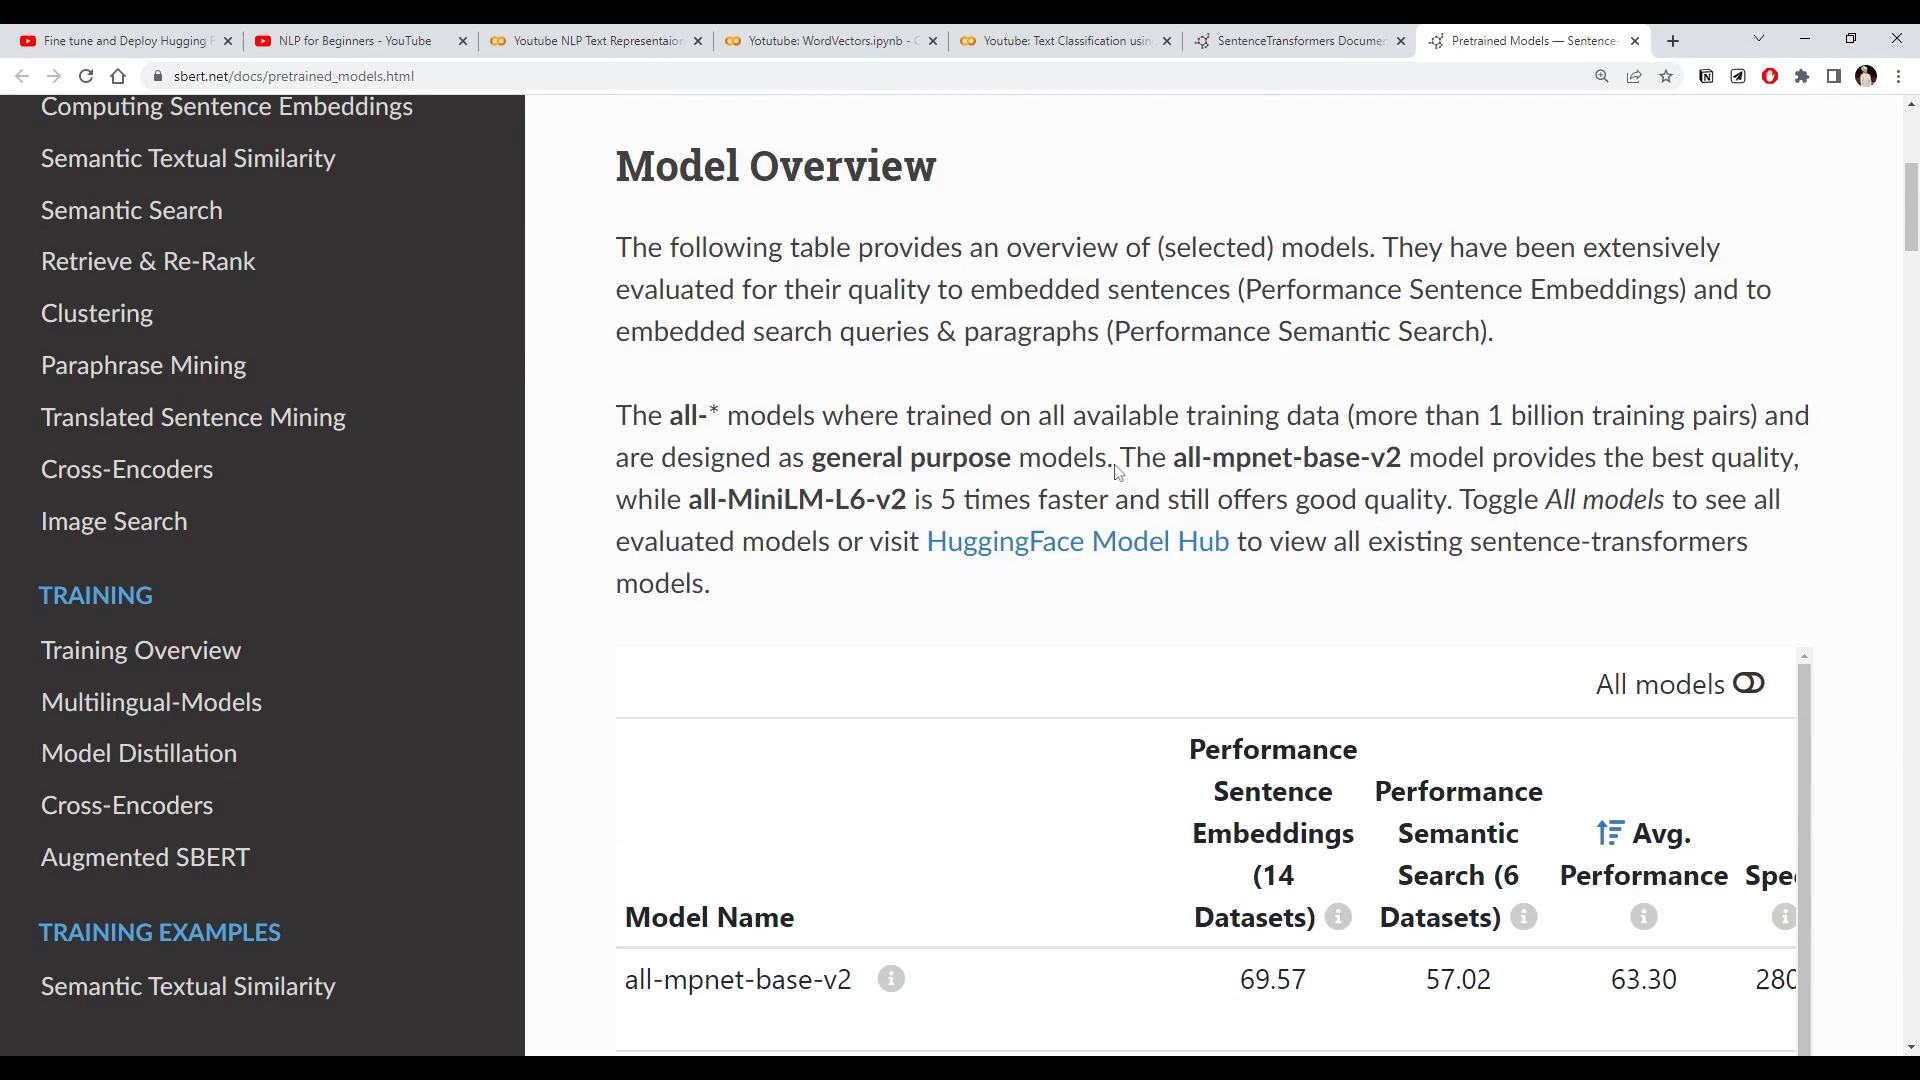 Fine tune and Deploy Hugging F
NLP for Beginners - YouTube
Youtube NLP Text Representaion
Yotutube: WordVectors.ipynb - C
Youtube: Text Classification usin
SentenceTransformers Documen
Pretrained Models — Sentence-
sbert.net/docs/pretrained_models.html
Computing Sentence Embeddings
Semantic Textual Similarity
Semantic Search
Retrieve & Re-Rank
Clustering
Paraphrase Mining
Translated Sentence Mining
Cross-Encoders
Image Search
TRAINING
Training Overview
Multilingual-Models
Model Distillation
Cross-Encoders
Augmented SBERT
TRAINING EXAMPLES
Semantic Textual Similarity
Model Overview
The following table provides an overview of (selected) models. They have been extensively
evaluated for their quality to embedded sentences (Performance Sentence Embeddings) and to
embedded search queries & paragraphs (Performance Semantic Search).
The all-* models where trained on all available training data (more than 1 billion training pairs) and
are designed as general purpose models. The all-mpnet-base-v2 model provides the best quality,
while all-MiniLM-L6-v2 is 5 times faster and still offers good quality. Toggle All models to see all
evaluated models or visit HuggingFace Model Hub to view all existing sentence-transformers
models.
All models
Model Name
Performance
Sentence
Embeddings
(14
Datasets)
Performance
Semantic
Search (6
Datasets)
Avg.
Performance
Spee
all-mpnet-base-v2 69.57 57.02 63.30 280